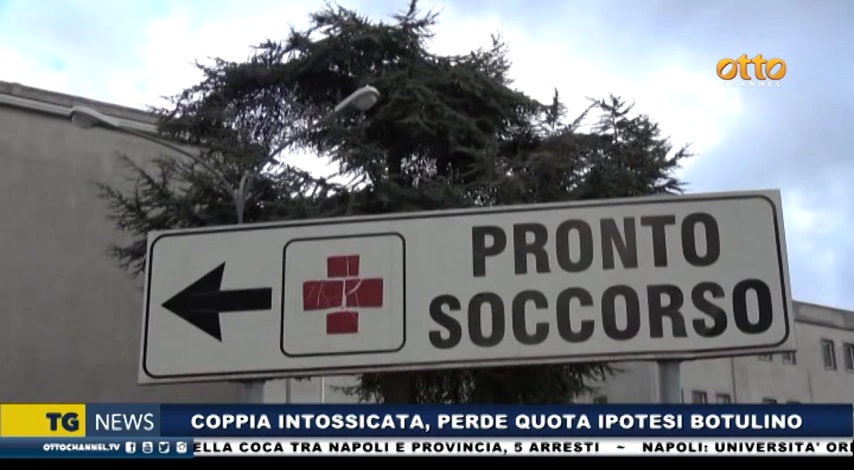 otto
CHANNEL
PRONTO
SOCCORSO
TG NEWS
COPPIA INTOSSICATA, PERDE QUOTA IPOTESI BOTULINO
OTTOCHANNEL.TV
ELLA COCA TRA NAPOLI E PROVINCIA, 5 ARRESTI ~ NAPOLI: UNIVERSITA' ORI